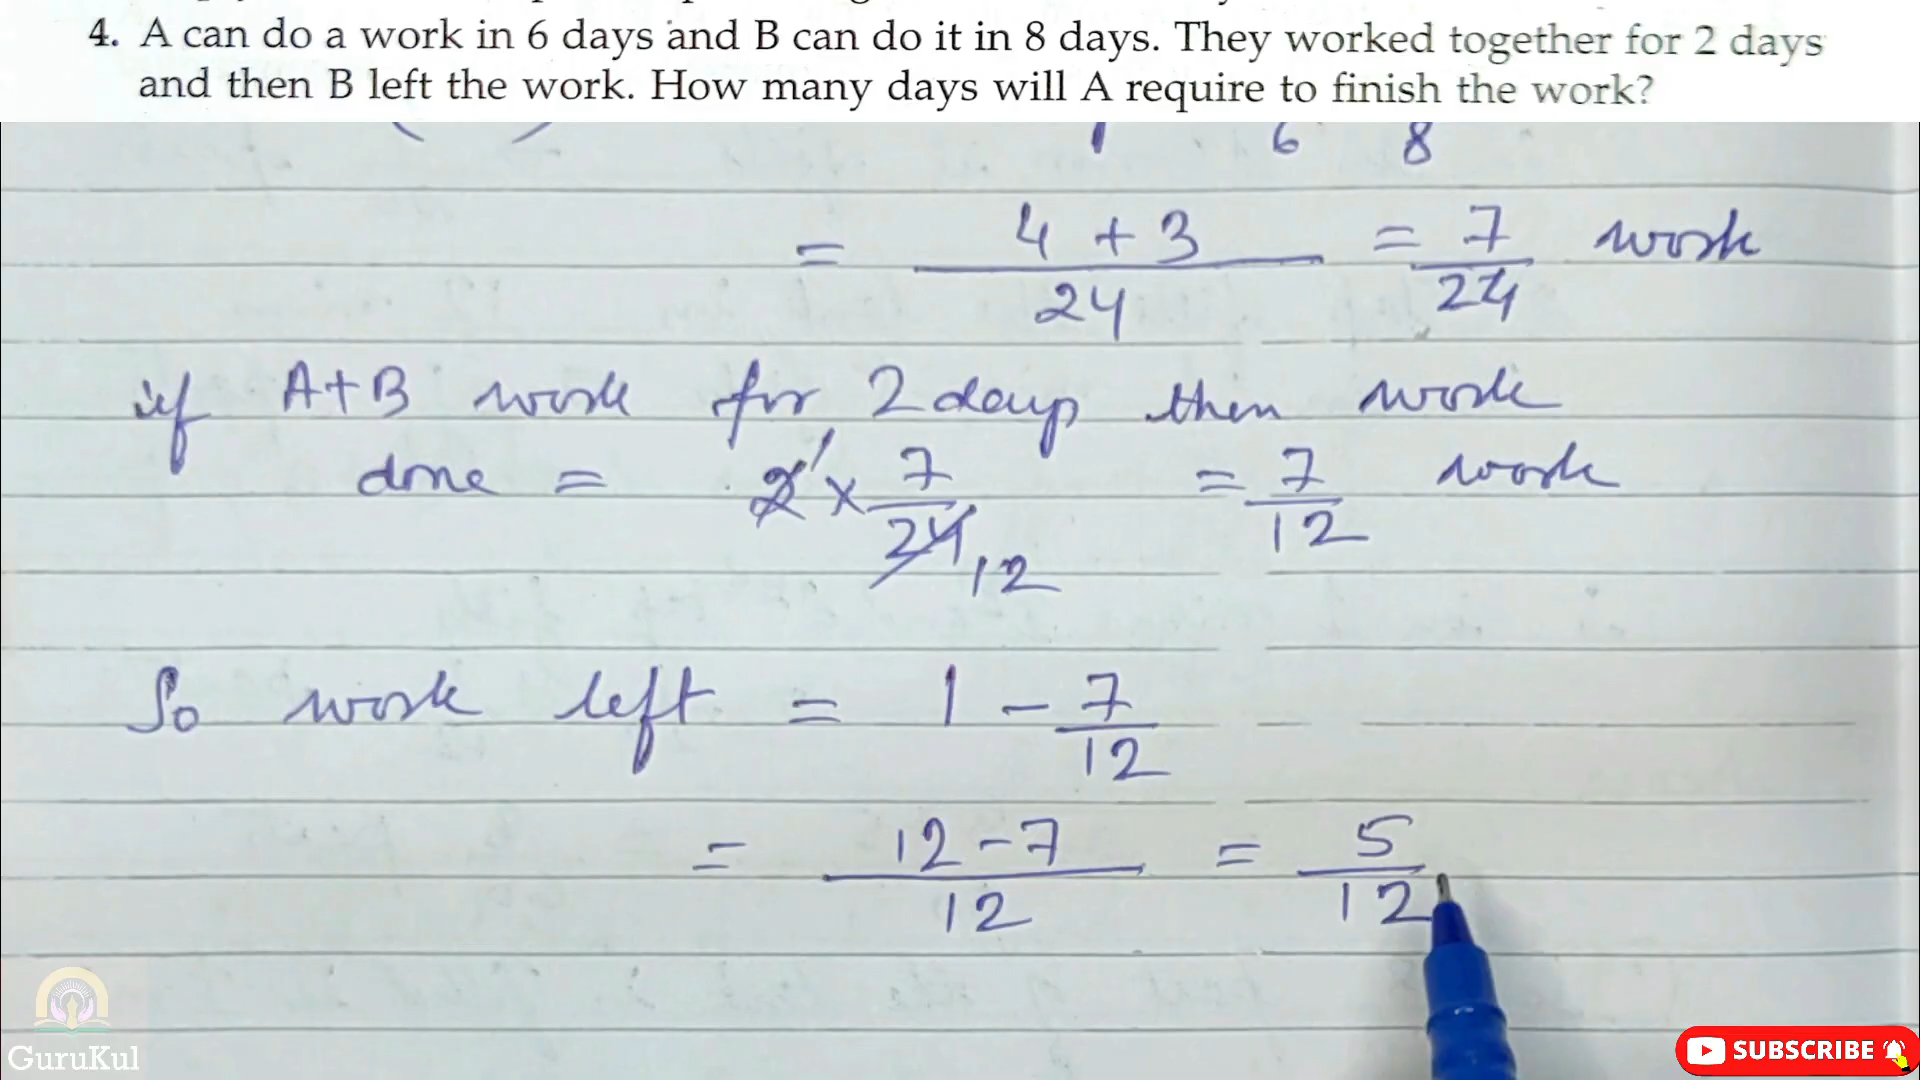 4. A can do a work in 6 days and B can do it in 8 days. They worked together for 2 days
and then B left the work. How many days will A require to finish the work?
1 6 8
= 4 + 3 / 24 = 7/24 work
if A+B work for 2 days then work
done = 2 1 × 7/24 12 = 7/12 work
So work left = 1 - 7/12
= 12 - 7 / 12 = 5/12
GuruKul
SUBSCRIBE